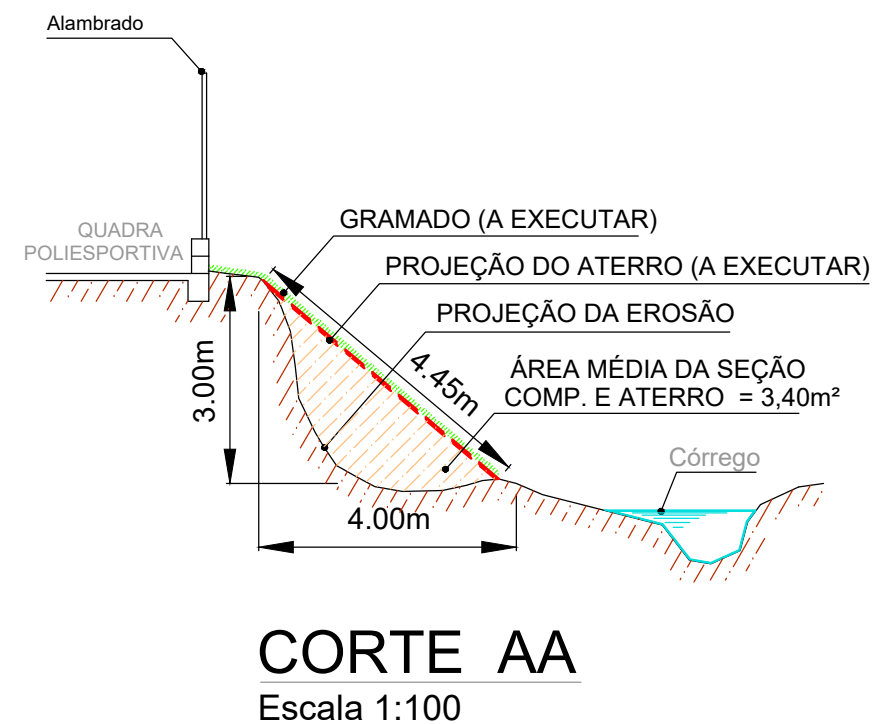 Alambrado
QUADRA
POLIESPORTIVA
GRAMADO (A EXECUTAR)
PROJEÇÃO DO ATERRO (A EXECUTAR)
PROJEÇÃO DA EROSÃO
ÁREA MÉDIA DA SEÇÃO
COMP. E ATERRO = 3,40m²
3.00m
4.45m
Córrego
4.00m
CORTE AA
Escala 1:100